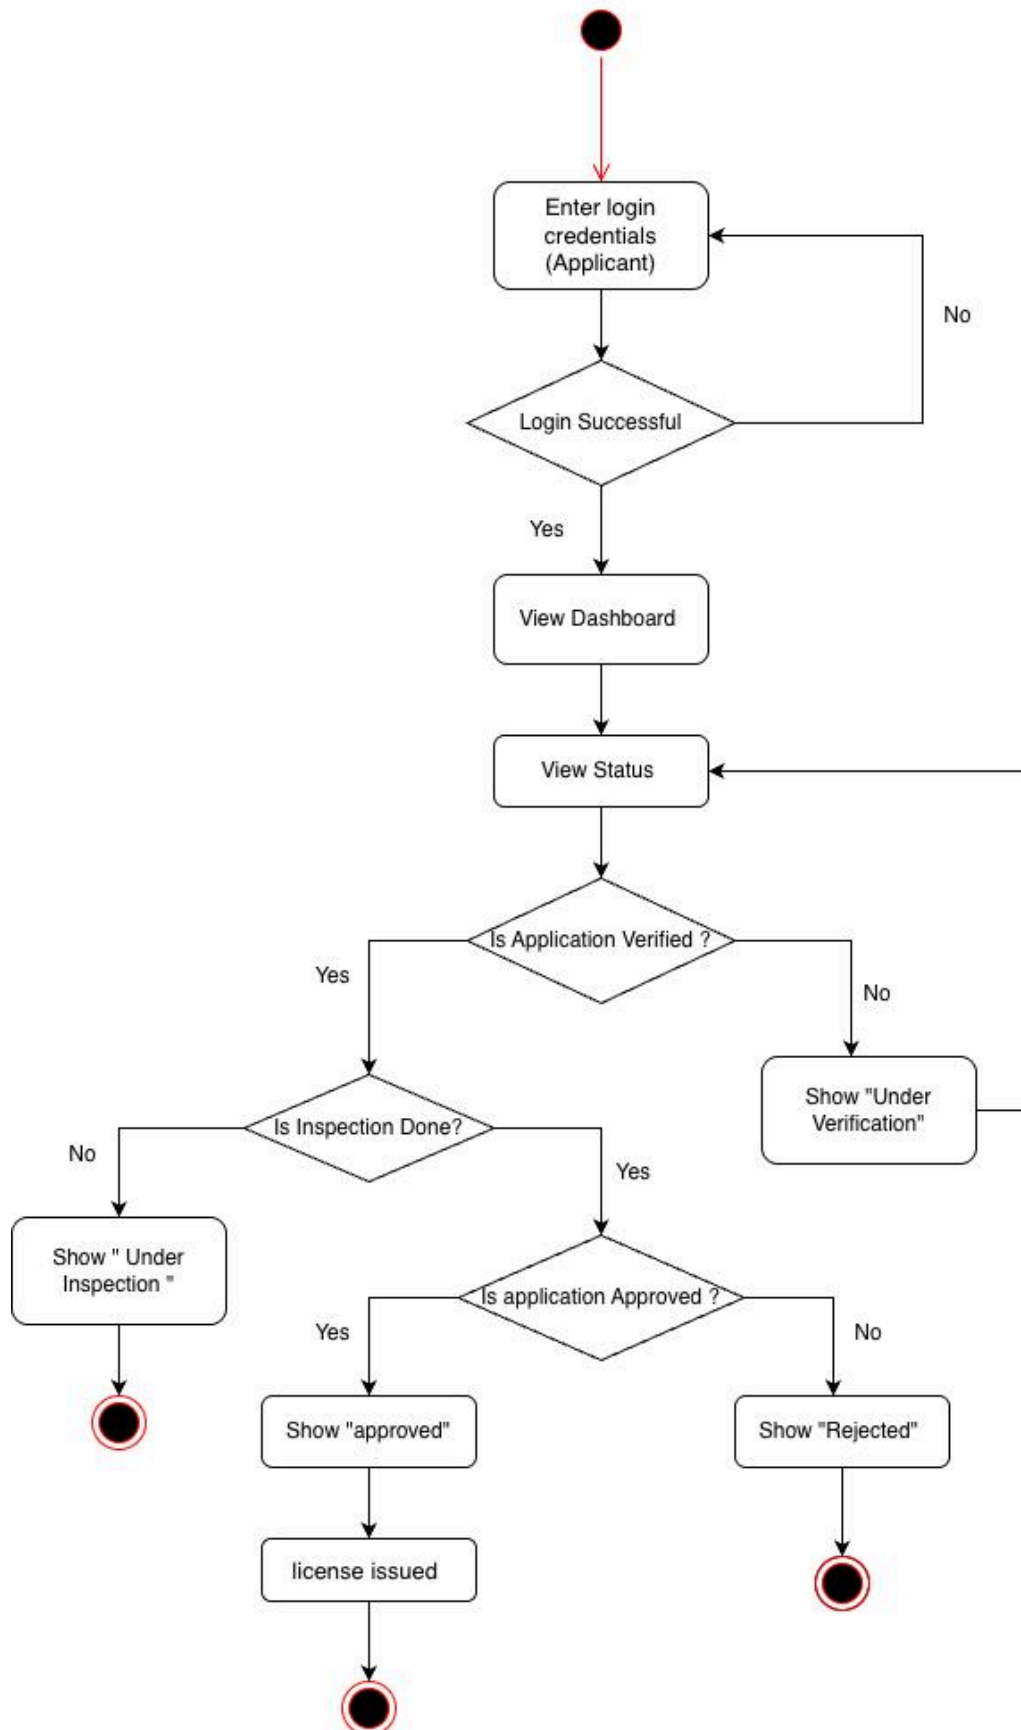 Enter login
credentials
(Applicant)
No
Login Successful
Yes
View Dashboard
View Status
Is Application Verified ?
Yes
No
Show "Under
Verification"
Is Inspection Done?
No
Yes
Show " Under
Inspection "
Is application Approved ?
Yes
No
Show "approved"
Show "Rejected"
license issued